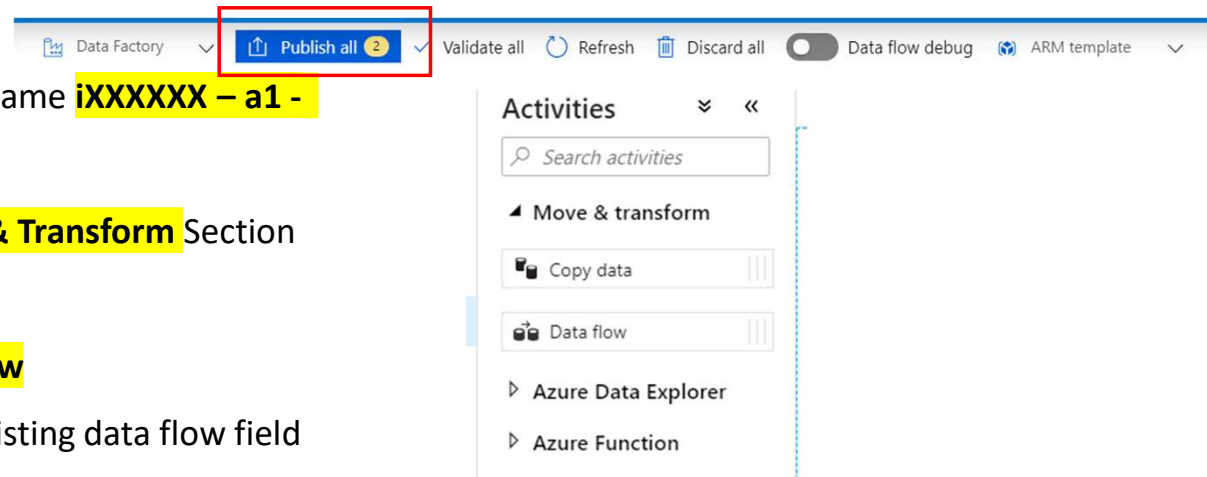 Data Factory Publish all 2 Validate all Refresh Discard all Data flow debug ARM template
ame iXXXXXX – a1 -
& Transform Section
w
isting data flow field
Activities
Search activities
Move & transform
Copy data
Data flow
Azure Data Explorer
Azure Function